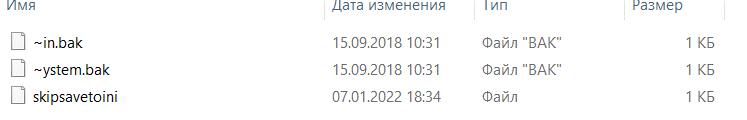 Имя Дата изменения Тип Размер
~in.bak 15.09.2018 10:31 Файл "BAK" 1 КБ
~ystem.bak 15.09.2018 10:31 Файл "BAK" 1 КБ
skipsavetoini 07.01.2022 18:34 Файл 1 КБ